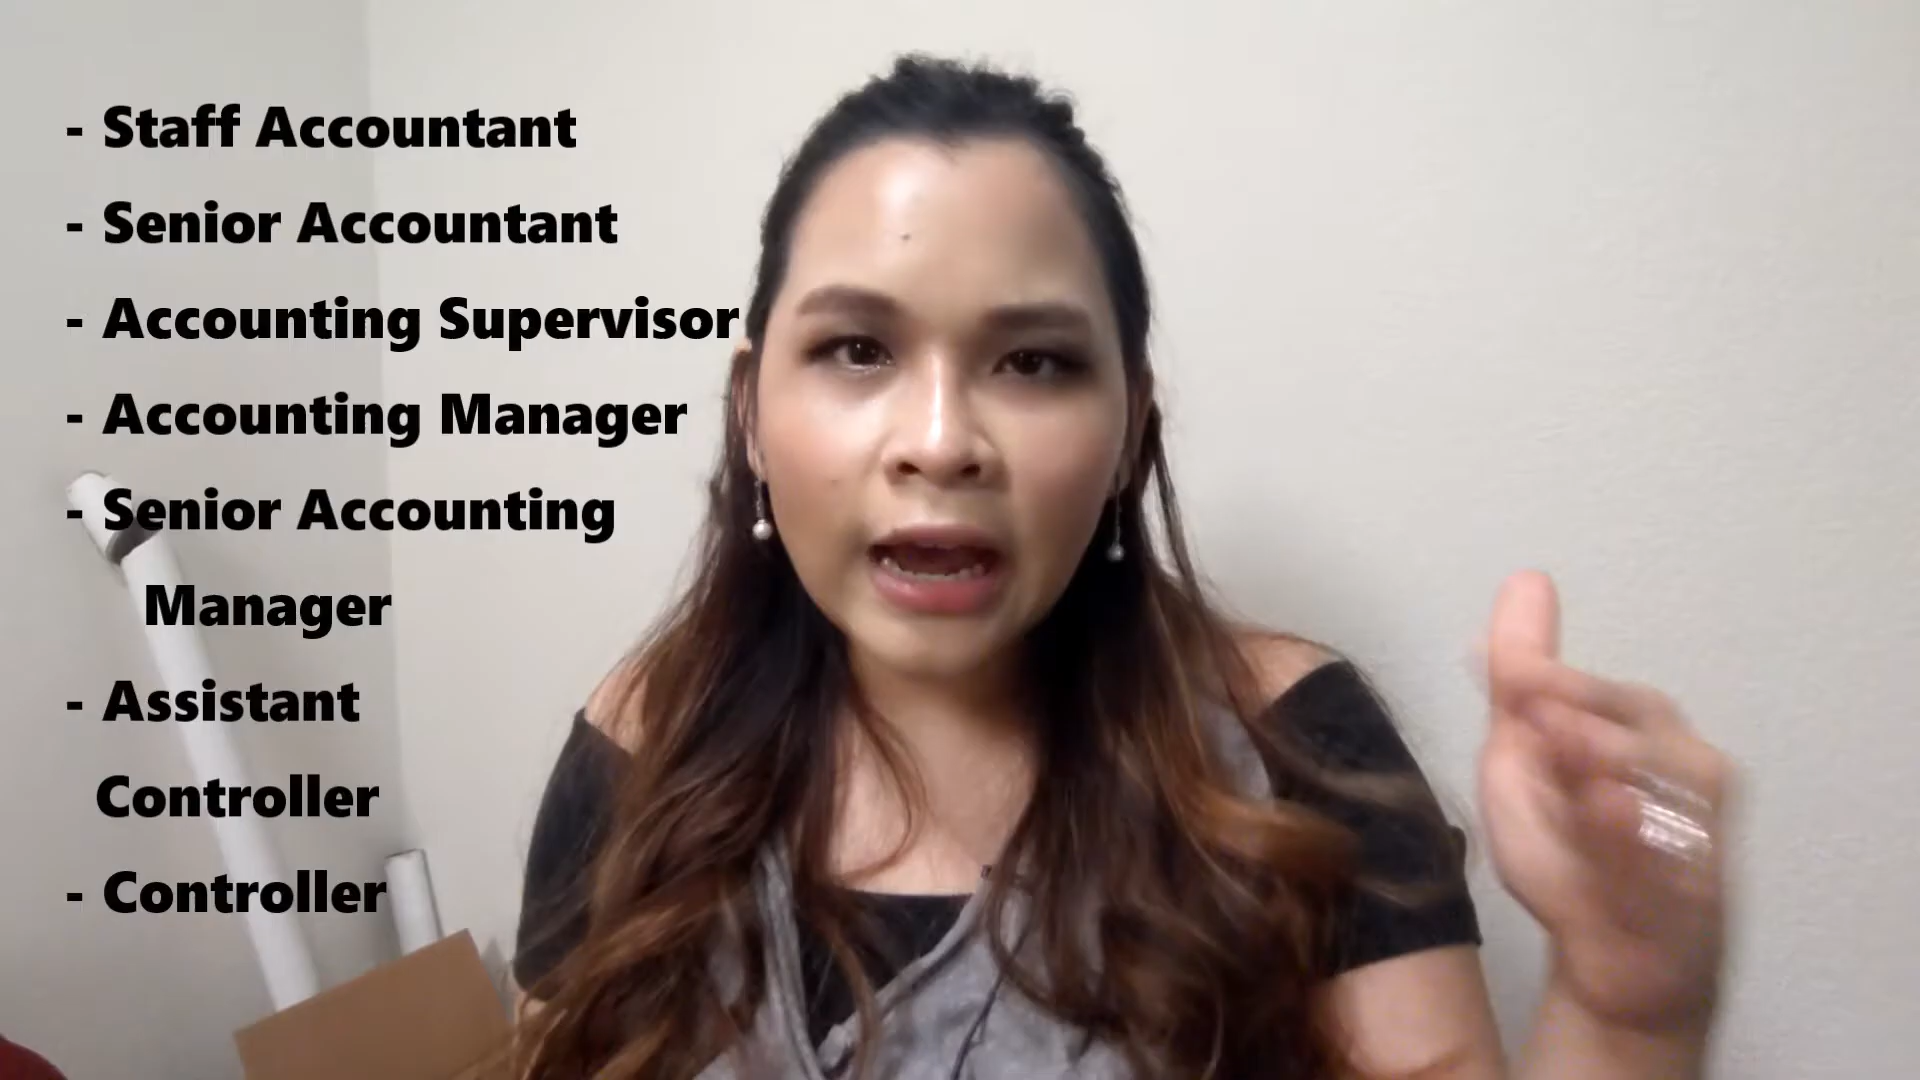 - Staff Accountant
- Senior Accountant
- Accounting Supervisor
- Accounting Manager
- Senior Accounting
Manager
- Assistant
Controller
- Controller